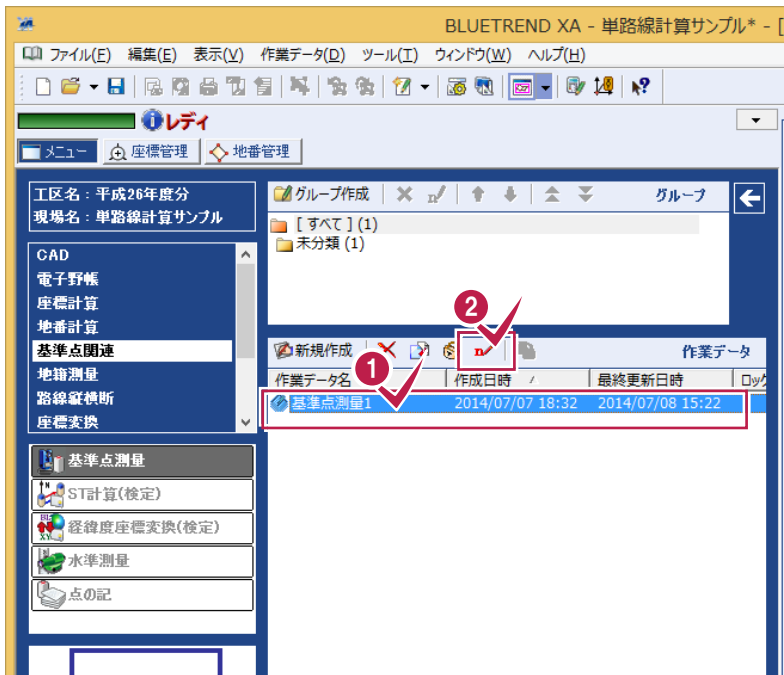 BLUETREND XA - 単路線計算サンプル* - [
ファイル(F) 編集(E) 表示(V) 作業データ(D) ツール(T) ウィンドウ(W) ヘルプ(H)
レディ
メニュー 座標管理 地番管理
工区名：平成26年度分
現場名：単路線計算サンプル
グループ作成 グループ
[ すべて ] (1)
未分類 (1)
CAD
電子野帳
座標計算
地番計算
基準点関連
地籍測量
路線縦横断
座標変換
2
新規作成 作業データ
1
作業データ名 作成日時 最終更新日時 ロック
基準点測量1 2014/07/07 18:32 2014/07/08 15:22
基準点測量
ST計算(検定)
経緯度座標変換(検定)
水準測量
点の記